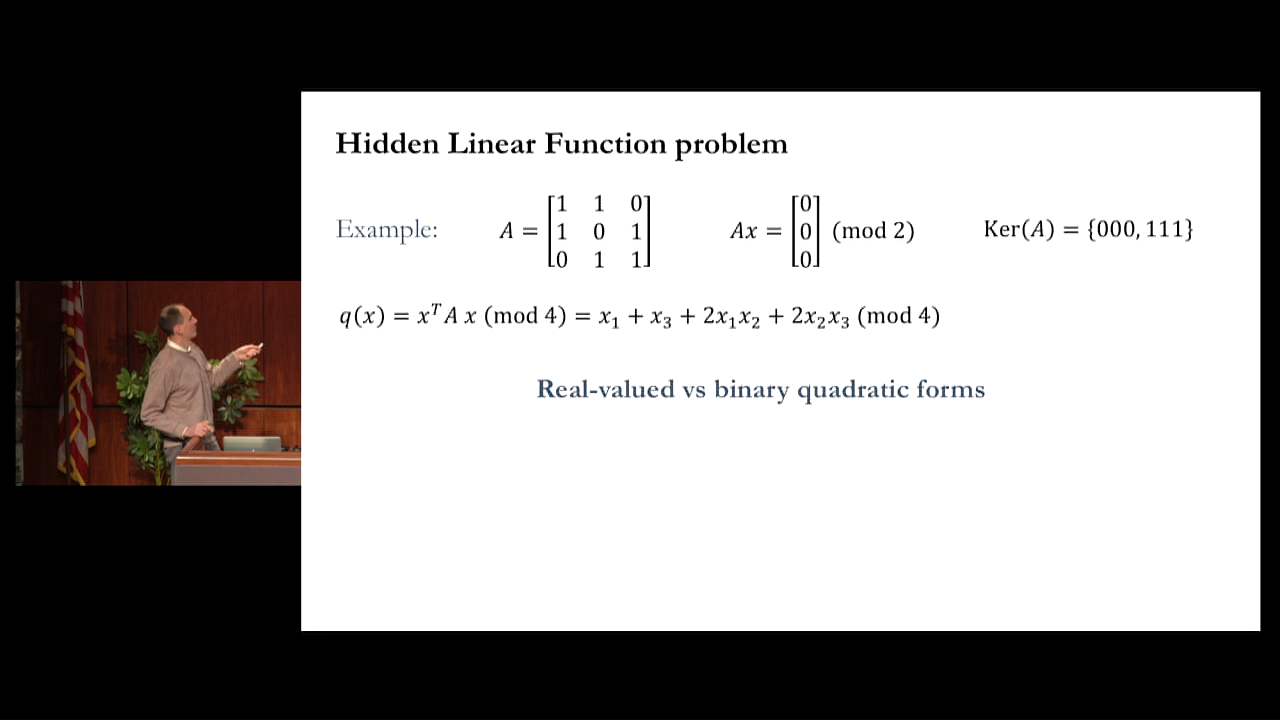 Hidden Linear Function problem
Example: A = [1 1 0; 1 0 1; 0 1 1] Ax = [0; 0; 0] (mod 2) Ker(A) = {000, 111}
q(x) = xᵀA x (mod 4) = x₁ + x₃ + 2x₁x₂ + 2x₂x₃ (mod 4)
Real-valued vs binary quadratic forms